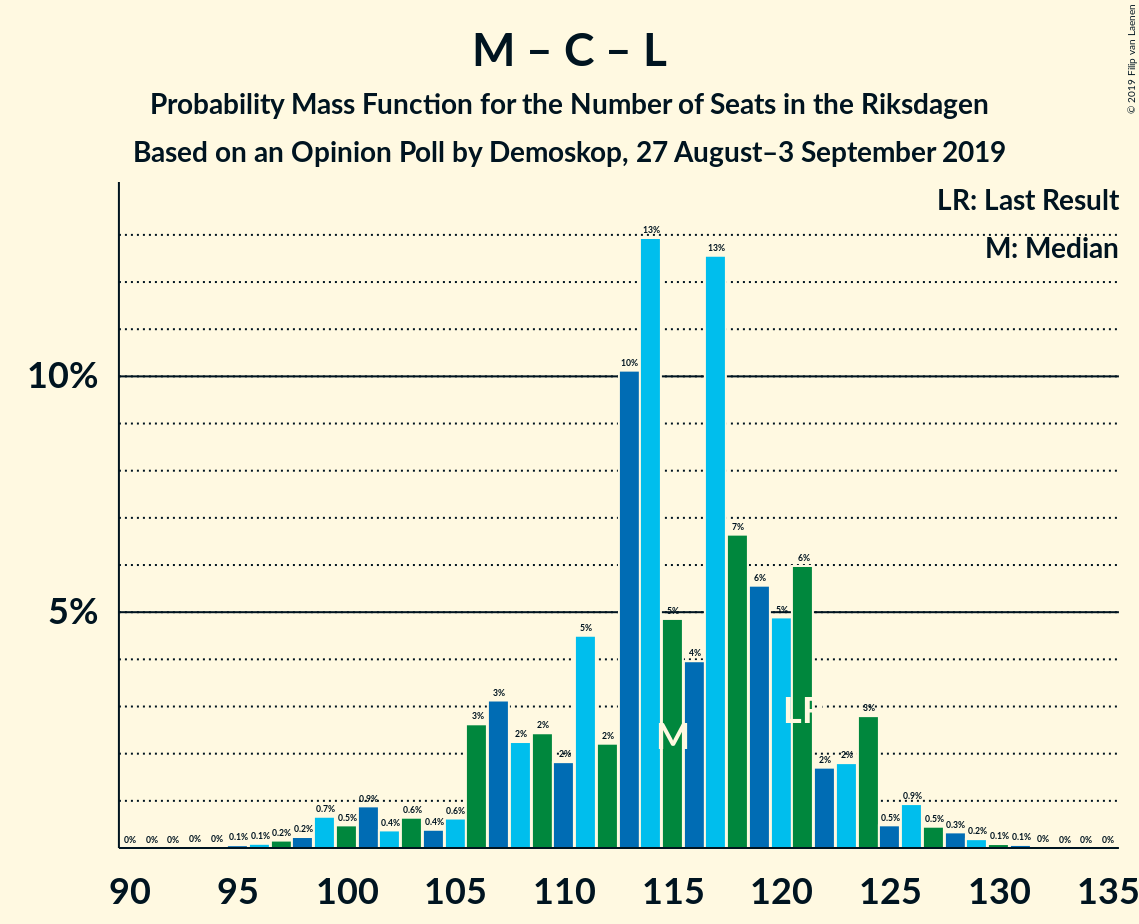 M – C – L
Probability Mass Function for the Number of Seats in the Riksdagen
Based on an Opinion Poll by Demoskop, 27 August–3 September 2019
© 2019 Filip van Laenen
LR: Last Result
M: Median
10%
5%
0% 0% 0% 0% 0% 0.1% 0.1% 0.2% 0.2% 0.7% 0.5% 0.9% 0.4% 0.6% 0.4% 0.6% 3% 3% 2% 2% 2% 5% 2% 10% 13% 5% 4% 13% 7% 6% 5% 6% 2% 2% 3% 0.5% 0.9% 0.5% 0.3% 0.2% 0.1% 0.1% 0% 0% 0% 0%
M
LR
90 95 100 105 110 115 120 125 130 135